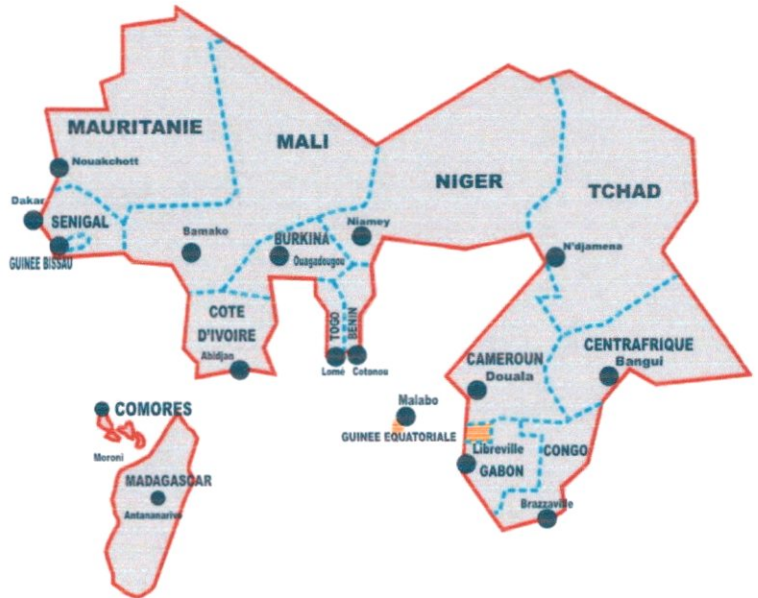 MAURITANIE
MALI
Nouakchott
NIGER
TCHAD
Dakar
SENIGAL
GUINEE BISSAU
Bamako
BURKINA
Ouagadougou
Niamey
N'djamena
COTE
D'IVOIRE
Abidjan
TOGO
BENIN
Lomé
Cotanou
CAMEROUN
Douala
CENTRAFRIQUE
Bangui
Malabo
GUINEE EQUATORIALE
Libreville
GABON
CONGO
Brazzaville
COMORES
Moroni
MADAGASCAR
Antananarivo